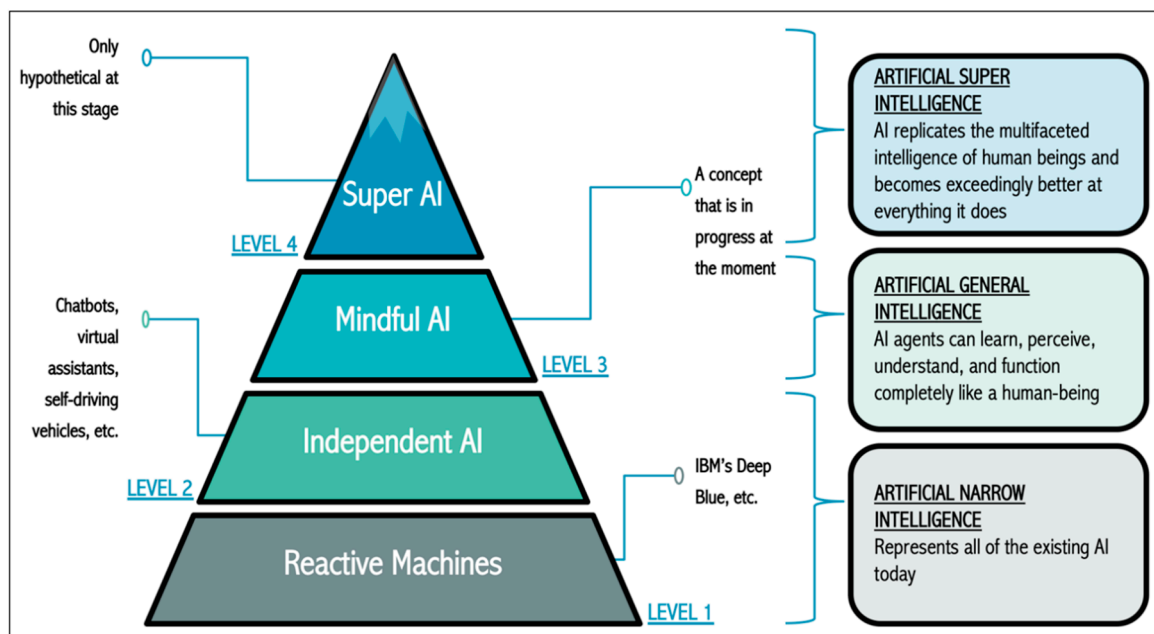 Only
hypothetical at
this stage
Super AI
LEVEL 4
A concept
that is in
progress at
the moment
Mindful AI
LEVEL 3
Chatbots,
virtual
assistants,
self-driving
vehicles, etc.
Independent AI
LEVEL 2
IBM's Deep
Blue, etc.
Reactive Machines
LEVEL 1
ARTIFICIAL SUPER
INTELLIGENCE
AI replicates the multifaceted
intelligence of human beings and
becomes exceedingly better at
everything it does
ARTIFICIAL GENERAL
INTELLIGENCE
AI agents can learn, perceive,
understand, and function
completely like a human-being
ARTIFICIAL NARROW
INTELLIGENCE
Represents all of the existing AI
today